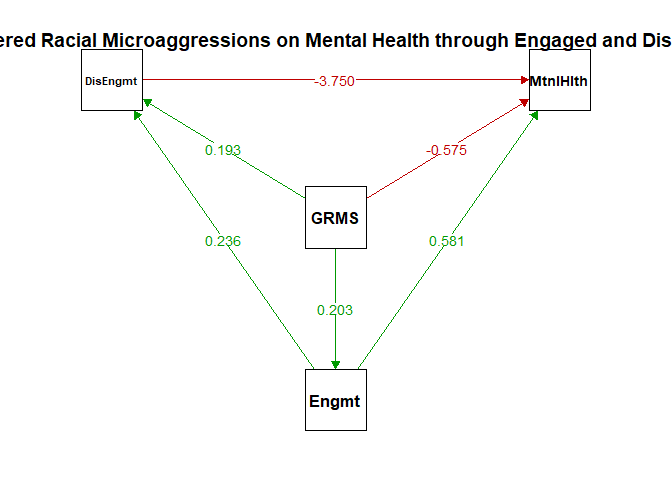 ered Racial Microaggressions on Mental Health through Engaged and Dis
DisEngmt
MtnlHlth
-3.750
0.193
-0.575
GRMS
0.236
0.581
0.203
Engmt